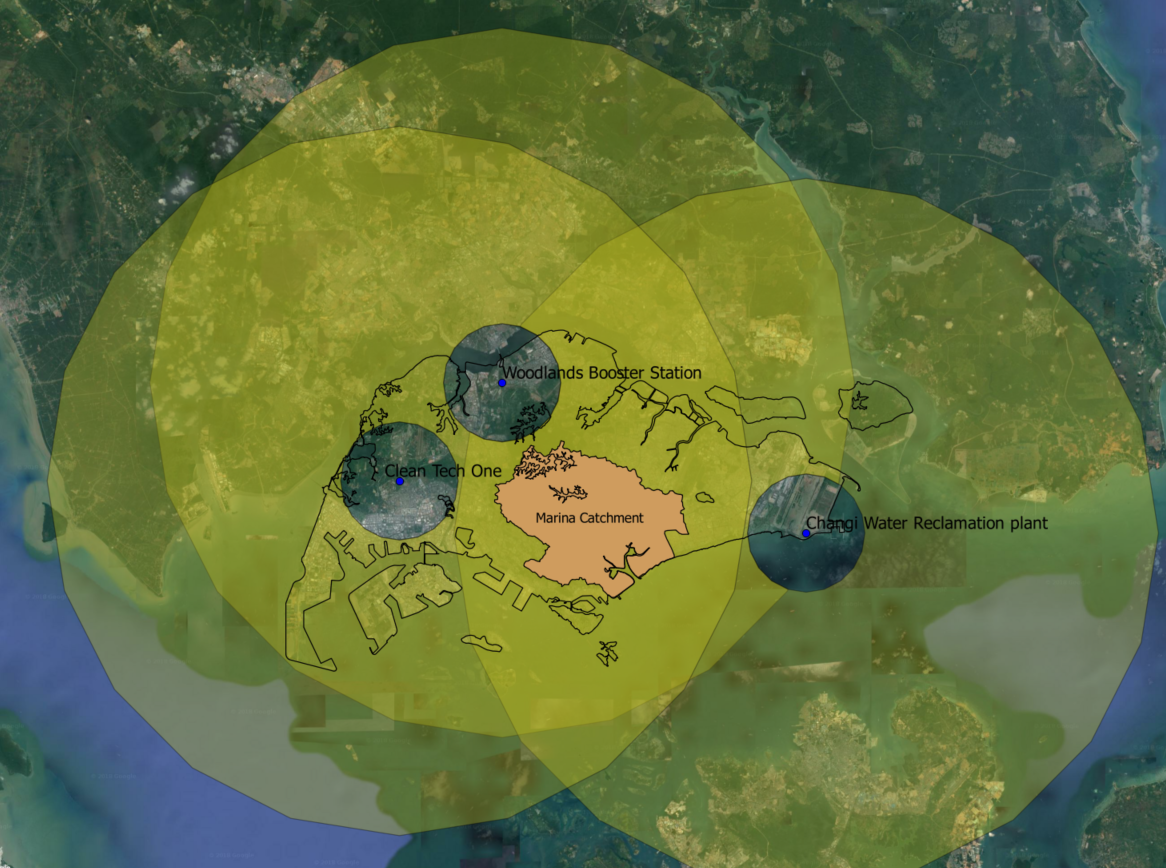 Woodlands Booster Station
Clean Tech One
Marina Catchment
Changi Water Reclamation plant